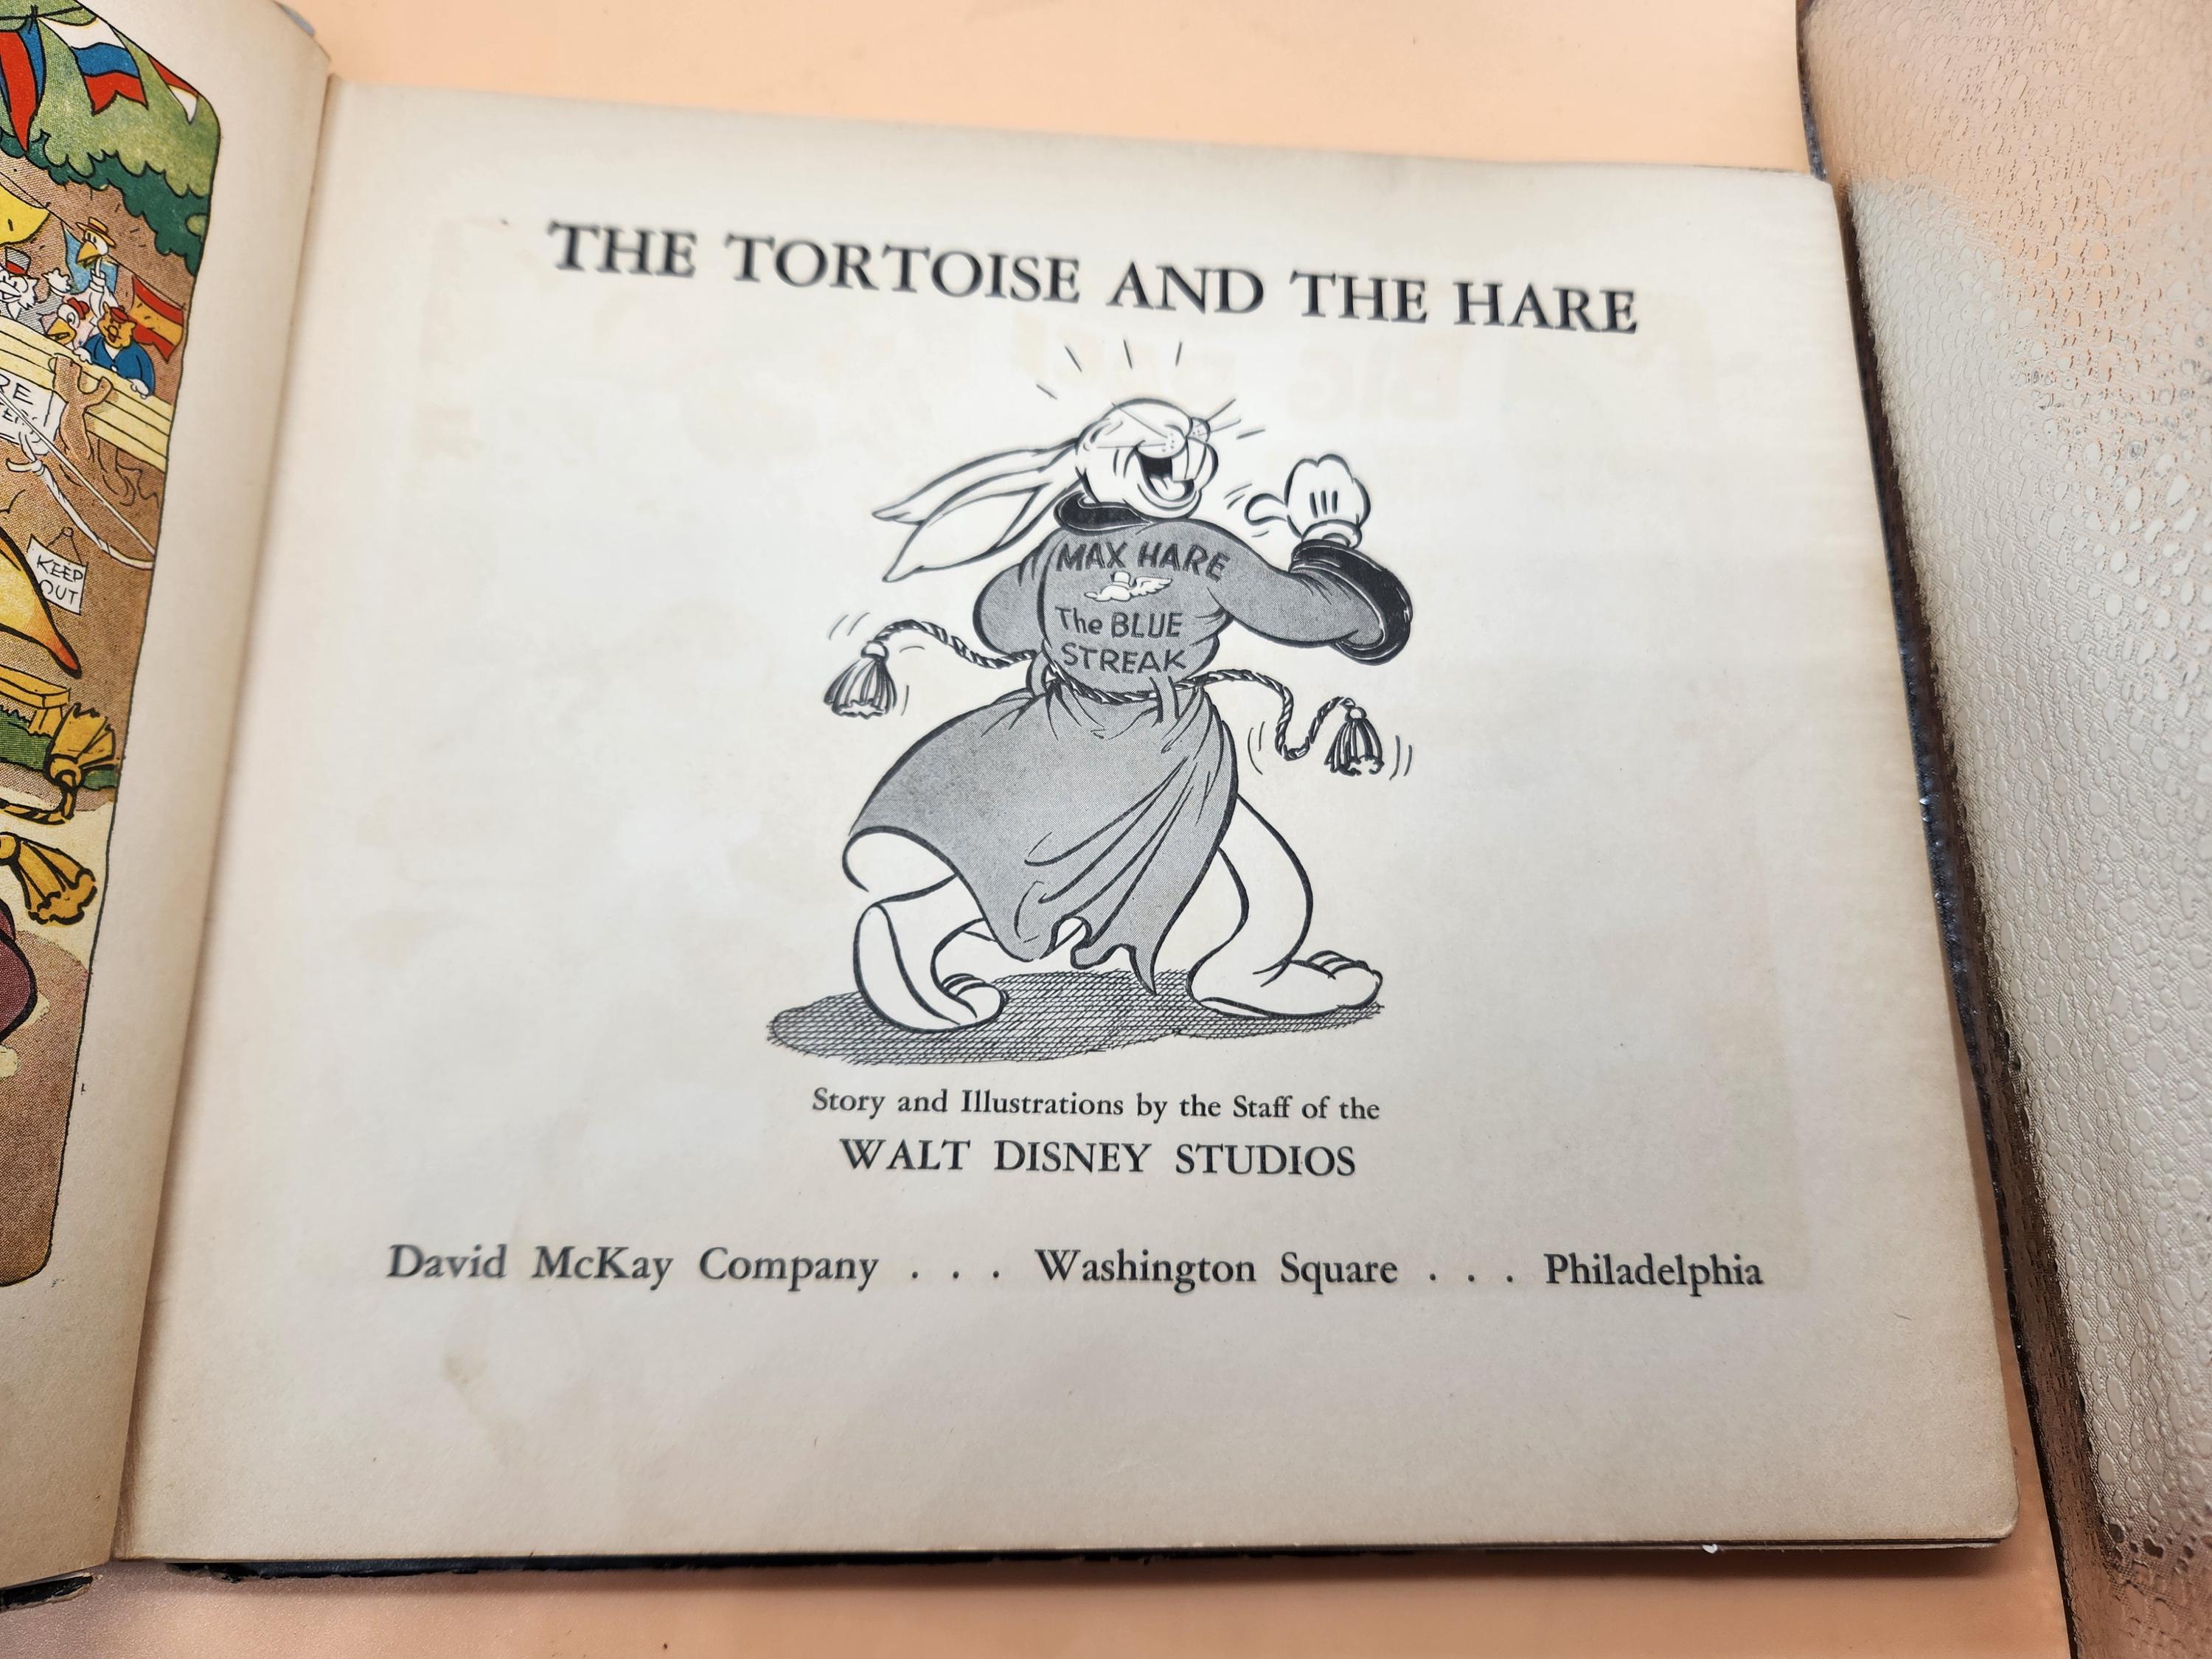 KEEP
OUT
THE TORTOISE AND THE HARE
MAX HARE
The BLUE
STREAK
Story and Illustrations by the Staff of the
WALT DISNEY STUDIOS
David McKay Company . . . Washington Square . . . Philadelphia